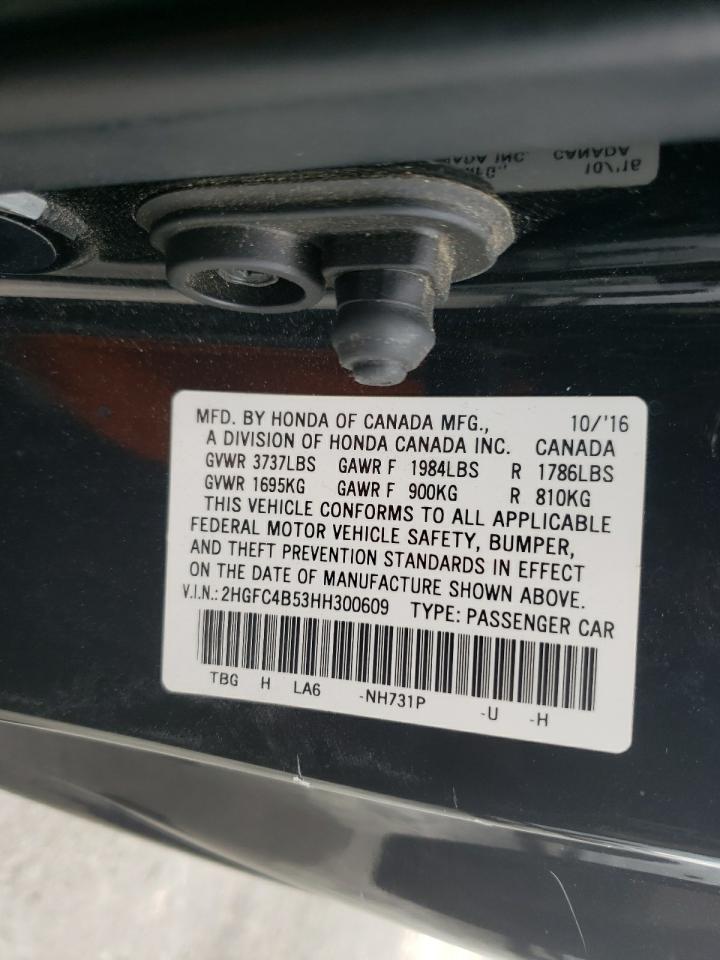 MFD. BY HONDA OF CANADA MFG., 10/'16
A DIVISION OF HONDA CANADA INC. CANADA
GVWR 3737LBS GAWR F 1984LBS R 1786LBS
GVWR 1695KG GAWR F 900KG R 810KG
THIS VEHICLE CONFORMS TO ALL APPLICABLE
FEDERAL MOTOR VEHICLE SAFETY, BUMPER,
AND THEFT PREVENTION STANDARDS IN EFFECT
ON THE DATE OF MANUFACTURE SHOWN ABOVE.
V.I.N.: 2HGFC4B53HH300609 TYPE: PASSENGER CAR
TBG H LA6 -NH731P -U -H